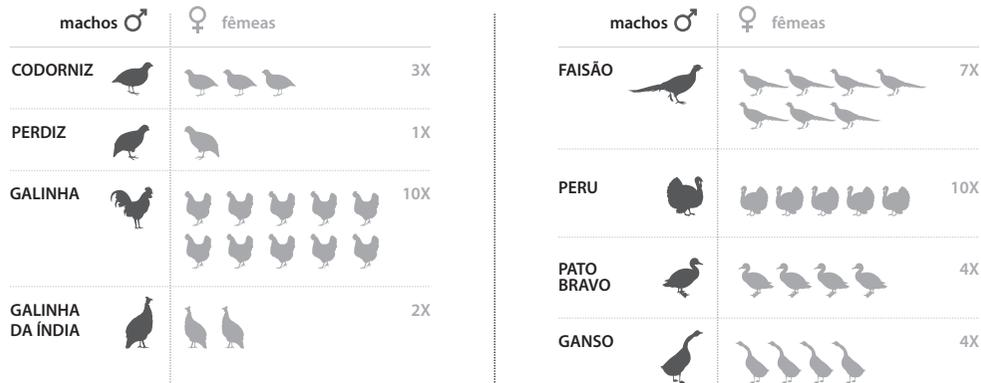 machos fêmeas
CODORNIZ 3X
PERDIZ 1X
GALINHA 10X
GALINHA
DA ÍNDIA 2X
machos fêmeas
FAISÃO 7X
PERU 10X
PATO
BRAVO 4X
GANSO 4X